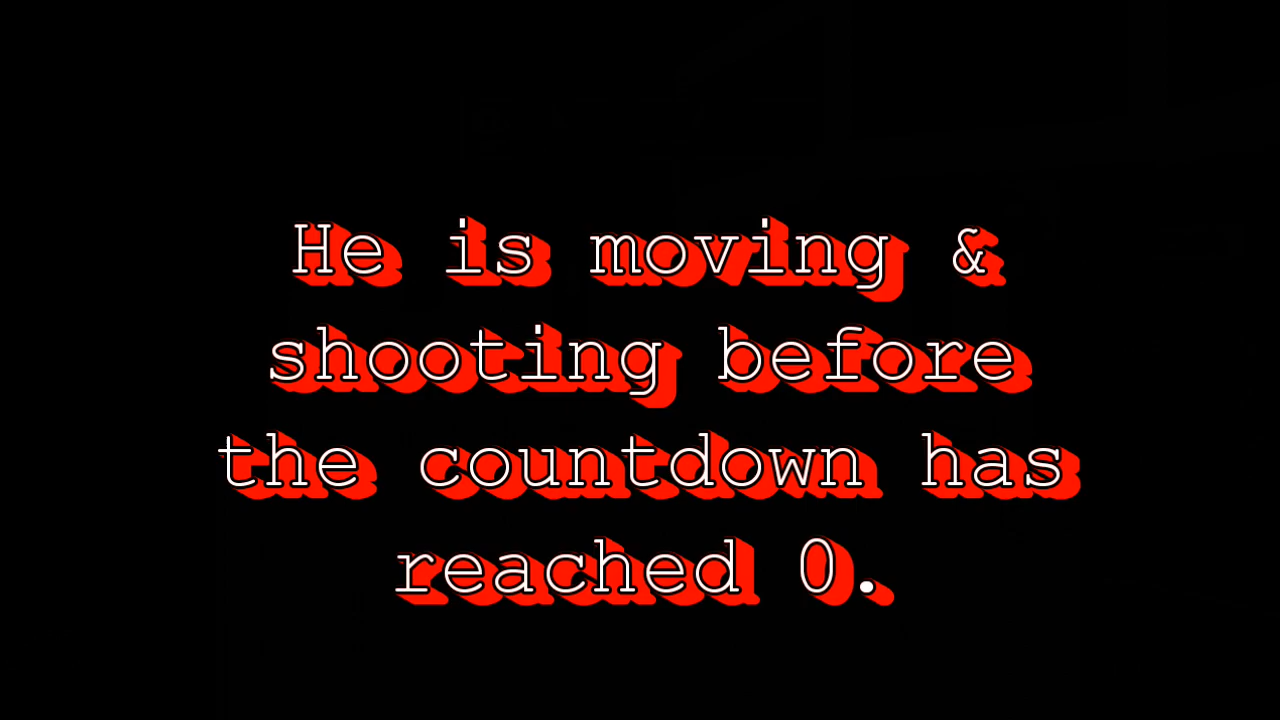 He is moving &
shooting before
the countdown has
reached 0.